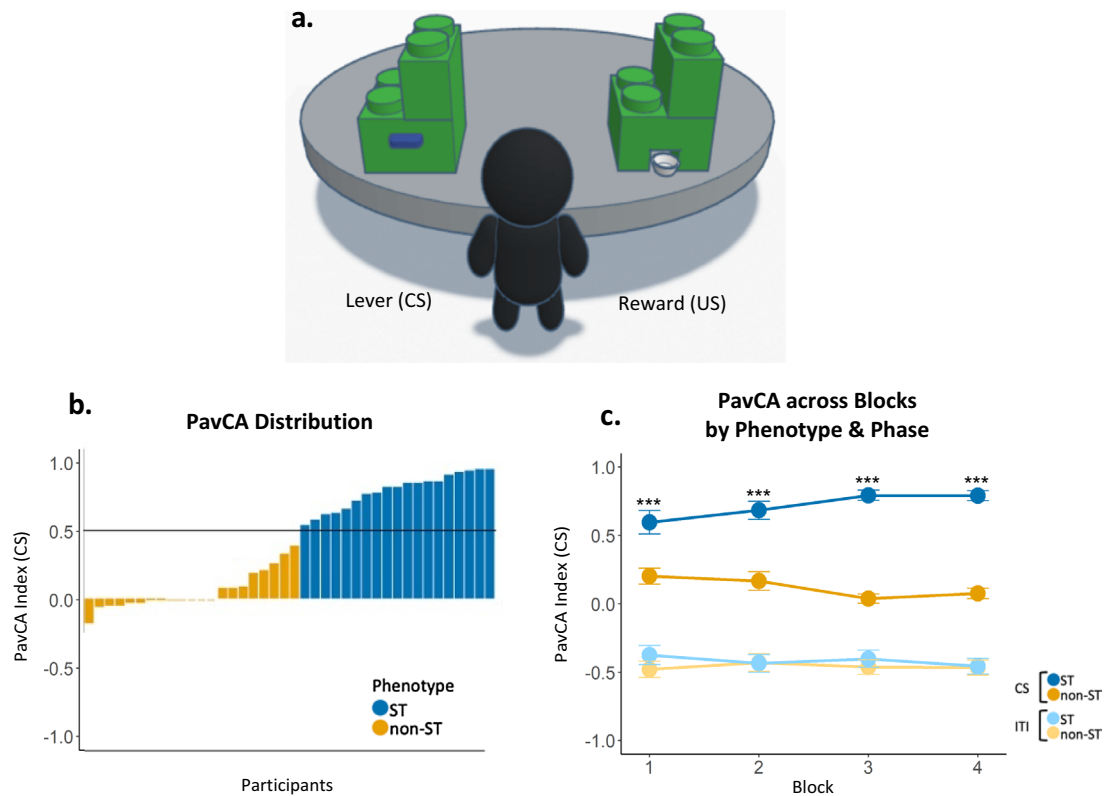 a.
Lever (CS)
Reward (US)
b.
PavCA Distribution
PavCA Index (CS)
1.0
0.5
0.0
-0.5
-1.0
Phenotype
ST
non-ST
Participants
c.
PavCA across Blocks
by Phenotype & Phase
PavCA Index (CS)
1.0
0.5
0.0
-0.5
-1.0
***
***
***
***
1
2
3
4
Block
CS
ST
non-ST
ITI
ST
non-ST